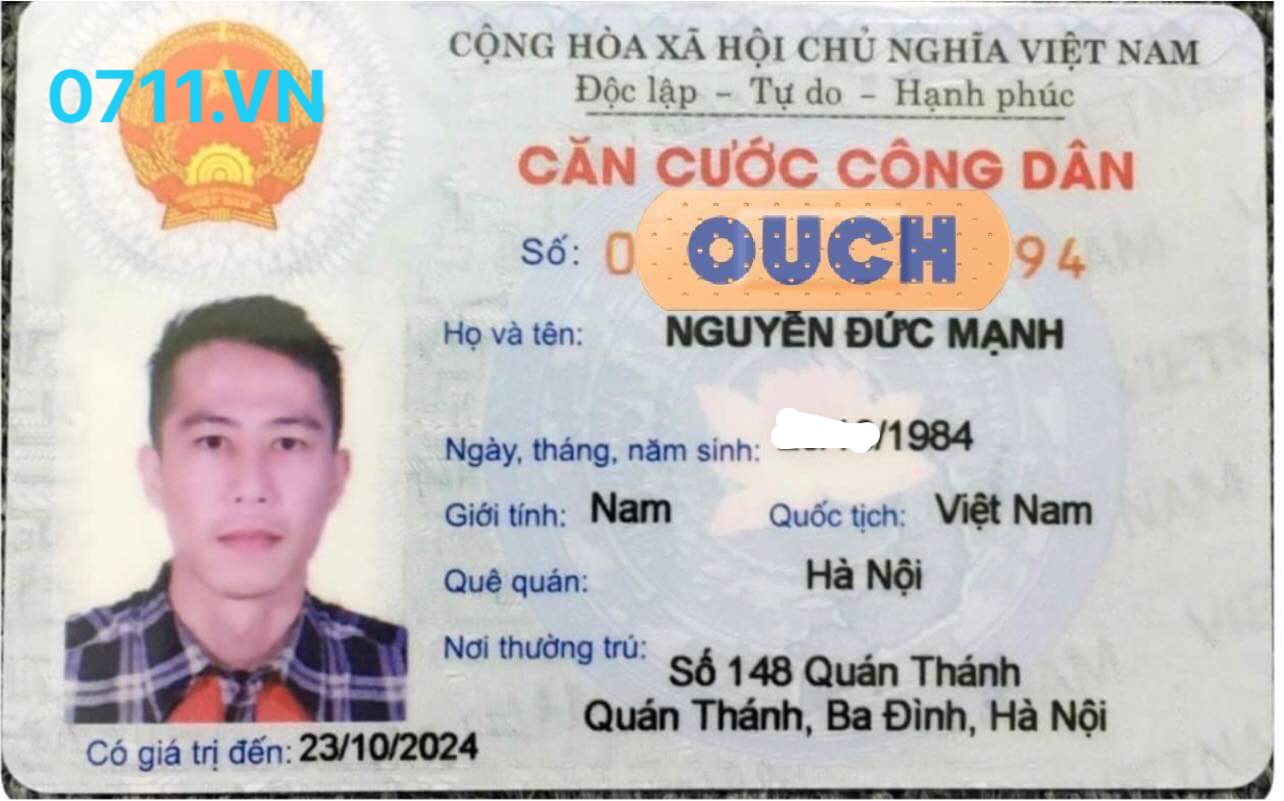 0711.VN
CỘNG HÒA XÃ HỘI CHỦ NGHĨA VIỆT NAM
Độc lập - Tự do - Hạnh phúc
CĂN CƯỚC CÔNG DÂN
Số: 0 OUCH 94
Họ và tên: NGUYỄN ĐỨC MẠNH
Ngày, tháng, năm sinh: /1984
Giới tính: Nam Quốc tịch: Việt Nam
Quê quán: Hà Nội
Nơi thường trú: Số 148 Quán Thánh
Quán Thánh, Ba Đình, Hà Nội
Có giá trị đến: 23/10/2024